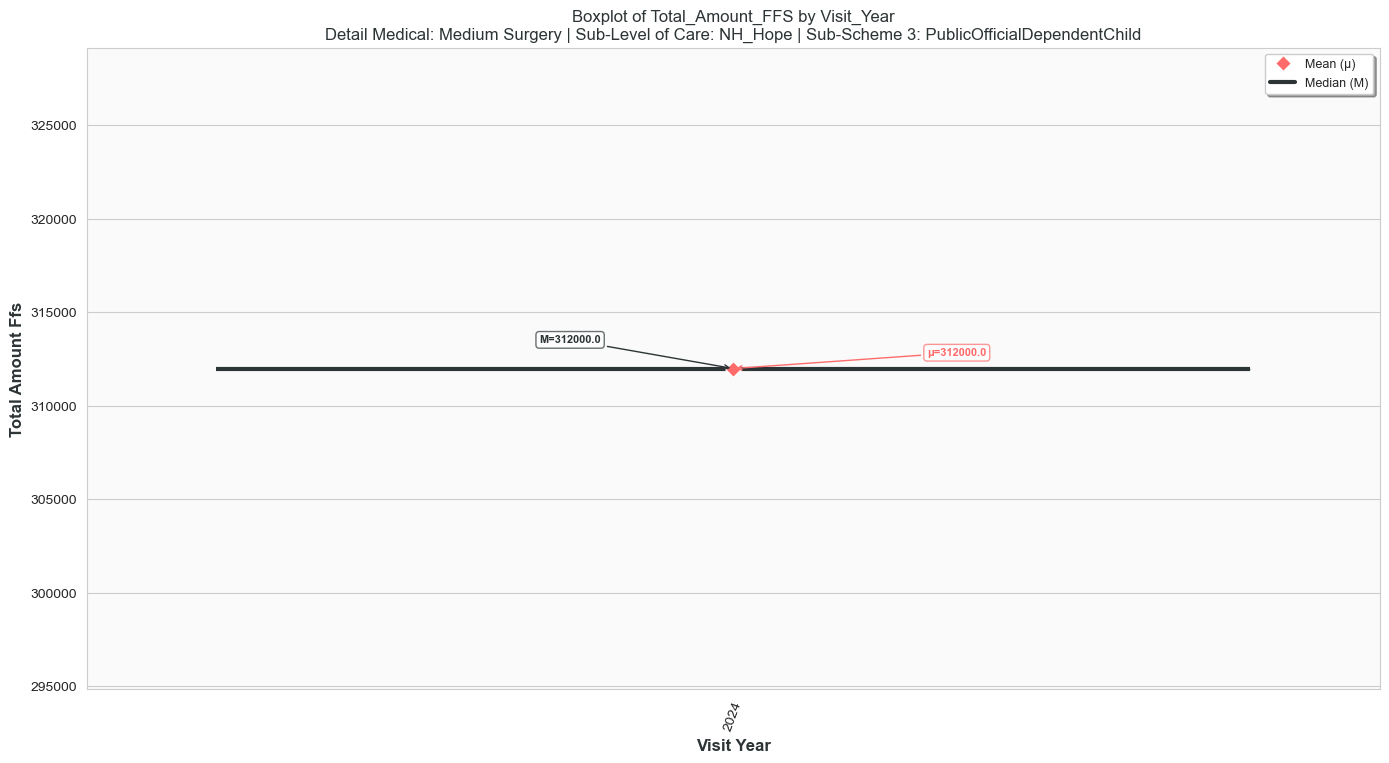 Boxplot of Total_Amount_FFS by Visit_Year
Detail Medical: Medium Surgery | Sub-Level of Care: NH_Hope | Sub-Scheme 3: PublicOfficialDependentChild
Mean (μ)
Median (M)
325000
320000
315000
310000
305000
300000
295000
Total Amount Ffs
M=312000.0
μ=312000.0
2024
Visit Year